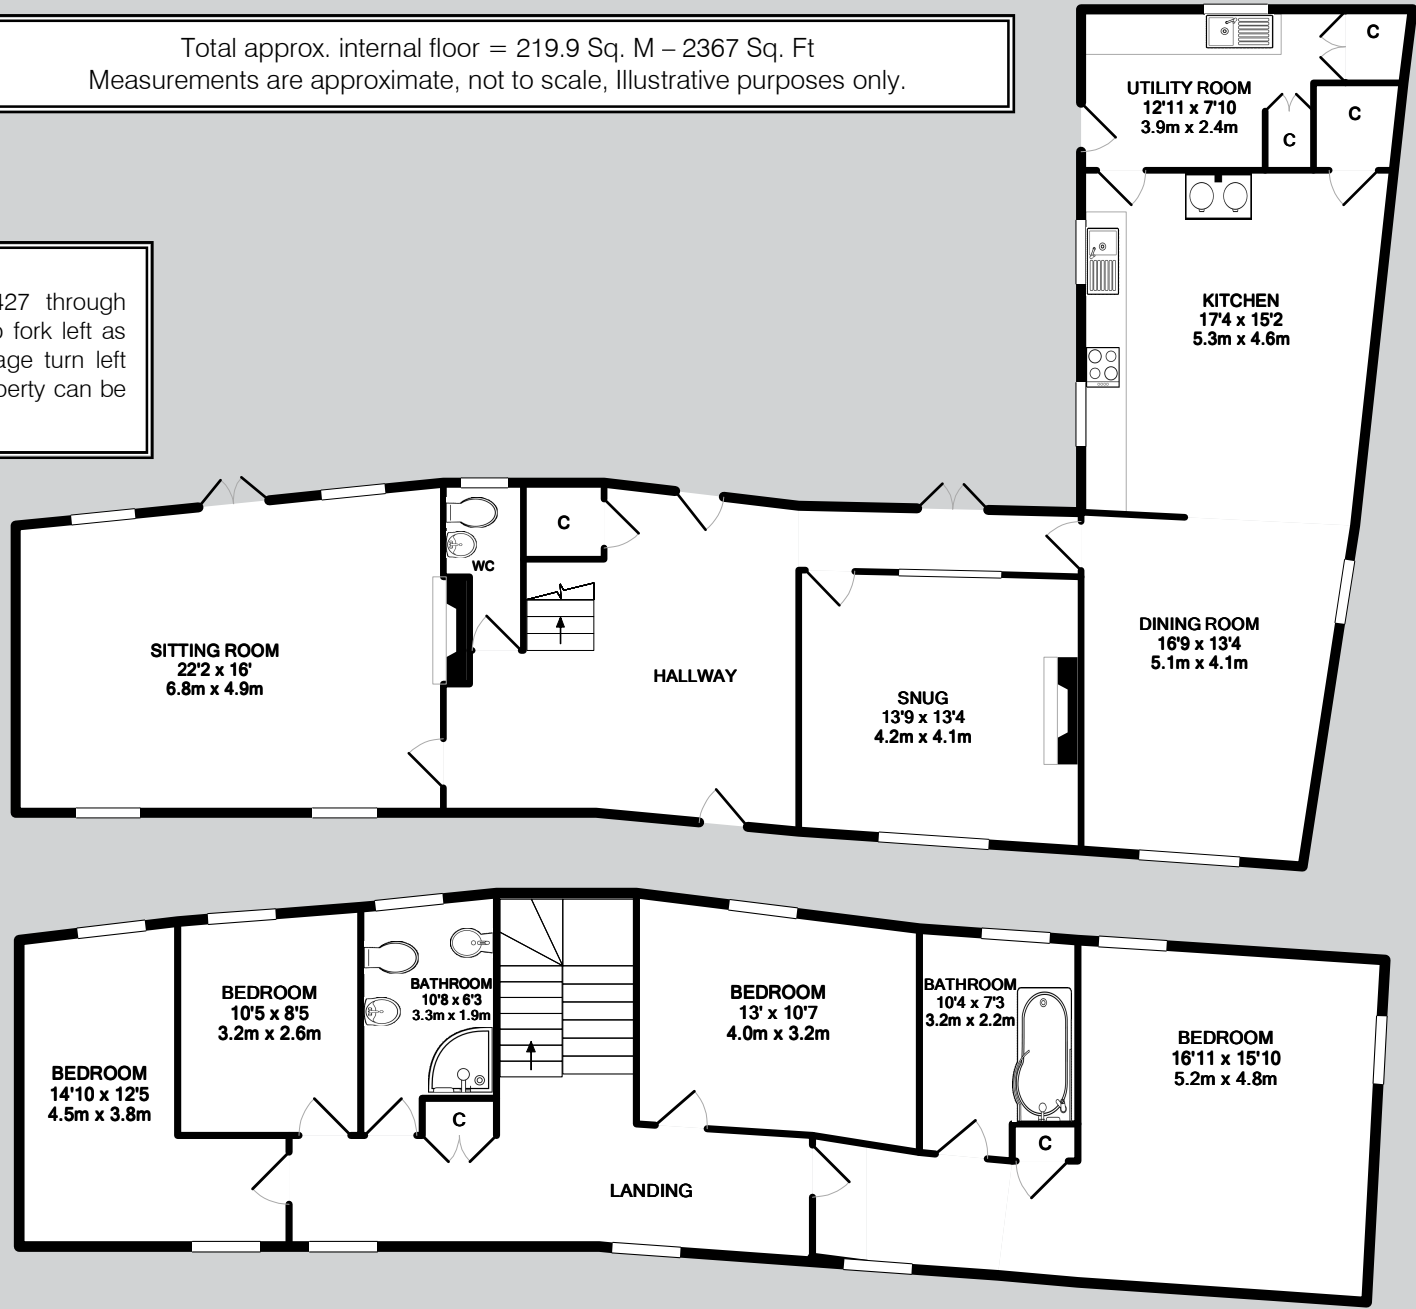 Total approx. internal floor = 219.9 Sq. M – 2367 Sq. Ft
Measurements are approximate, not to scale, Illustrative purposes only.
427 through
fork left as
turn left
can be
C
UTILITY ROOM
12'11 x 7'10
3.9m x 2.4m
C
C
KITCHEN
17'4 x 15'2
5.3m x 4.6m
C
WC
SITTING ROOM
22'2 x 16'
6.8m x 4.9m
HALLWAY
SNUG
13'9 x 13'4
4.2m x 4.1m
DINING ROOM
16'9 x 13'4
5.1m x 4.1m
BEDROOM
14'10 x 12'5
4.5m x 3.8m
BEDROOM
10'5 x 8'5
3.2m x 2.6m
BATHROOM
10'8 x 6'3
3.3m x 1.9m
C
BEDROOM
13' x 10'7
4.0m x 3.2m
BATHROOM
10'4 x 7'3
3.2m x 2.2m
C
BEDROOM
16'11 x 15'10
5.2m x 4.8m
LANDING